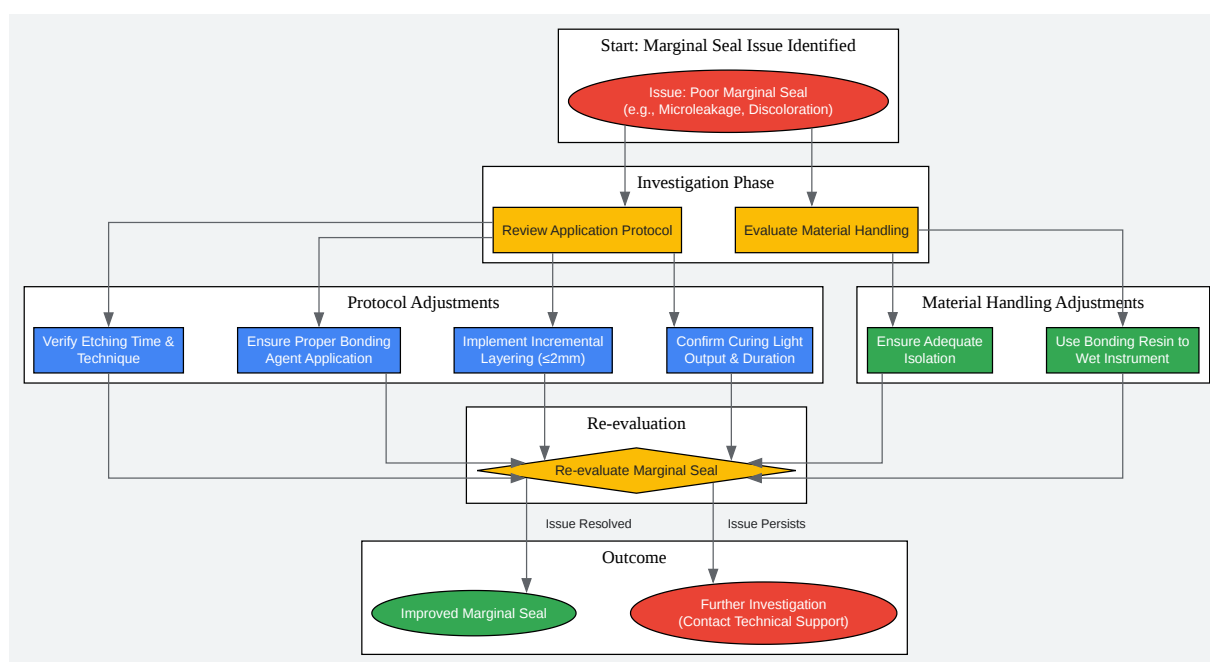 Start: Marginal Seal Issue Identified
Issue: Poor Marginal Seal
(e.g., Microleakage, Discoloration)
Investigation Phase
Review Application Protocol
Evaluate Material Handling
Protocol Adjustments
Verify Etching Time &
Technique
Ensure Proper Bonding
Agent Application
Implement Incremental
Layering (≤2mm)
Confirm Curing Light
Output & Duration
Material Handling Adjustments
Ensure Adequate
Isolation
Use Bonding Resin to
Wet Instrument
Re-evaluation
Re-evaluate Marginal Seal
Issue Resolved
Issue Persists
Outcome
Improved Marginal Seal
Further Investigation
(Contact Technical Support)